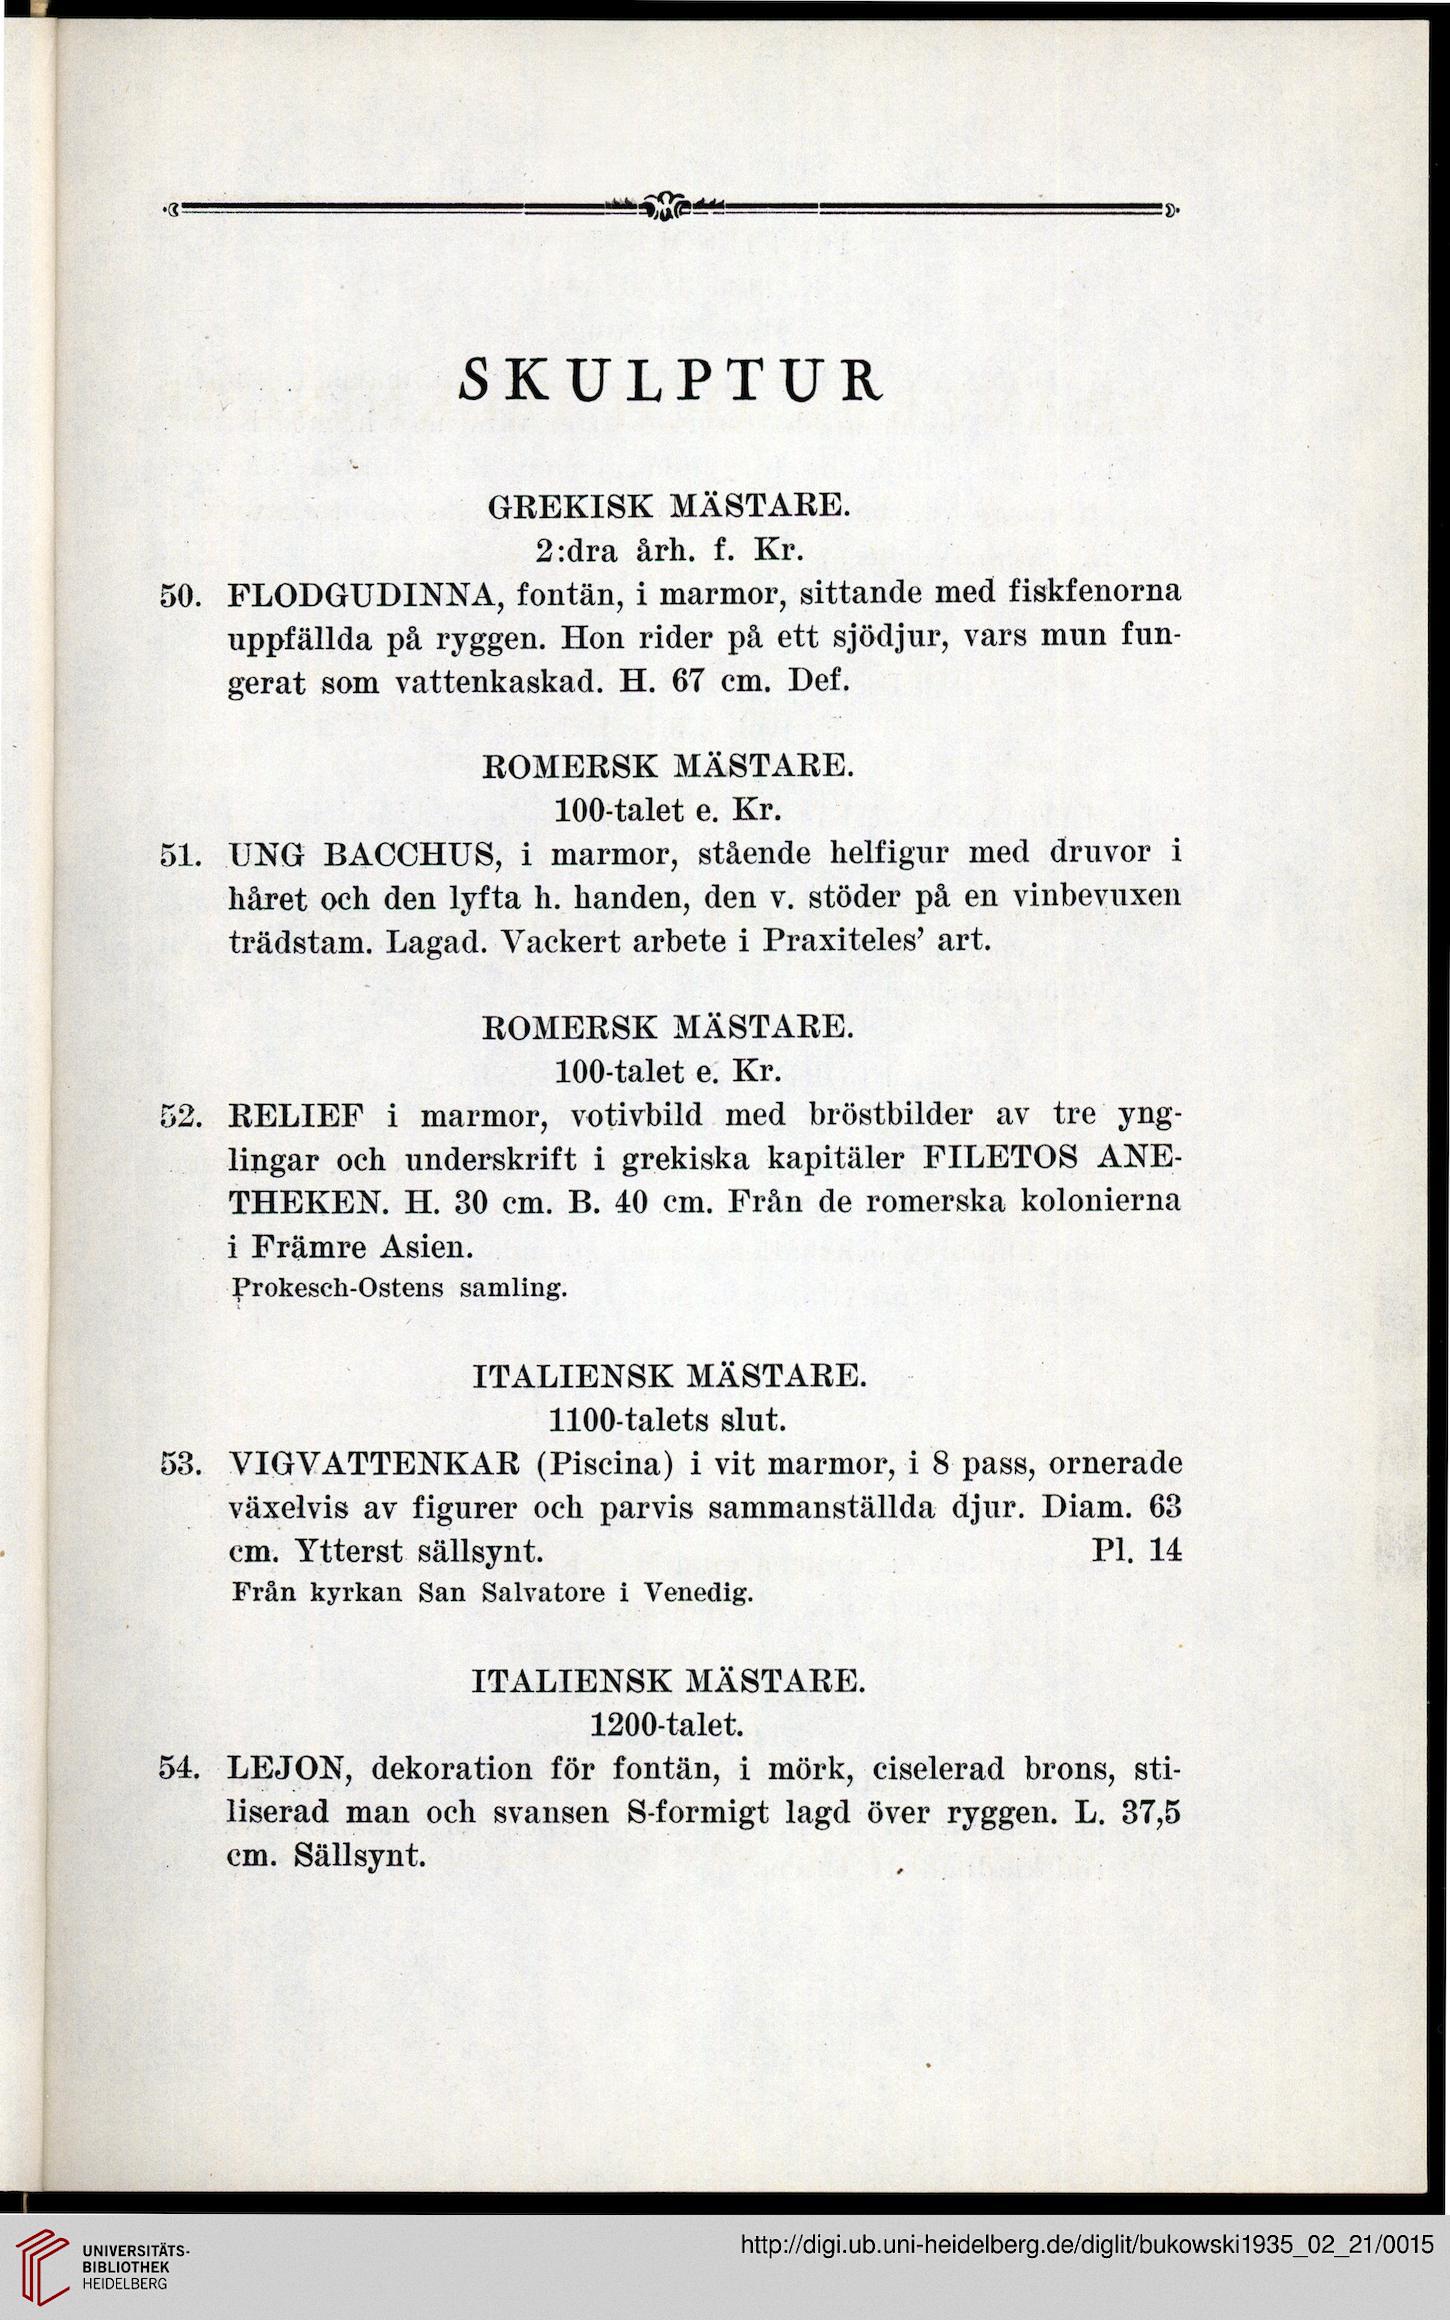 SKULPTUR
GREKISK MÄSTARE.
2:dra årh. f. Kr.
50. FLODGUDINNA, fontän, i marmor, sittande med fiskfenorna
uppfällda på ryggen. Hon rider på ett sjödjur, vars mun fun-
gerat som vattenkaskad. H. 67 cm. Def.
ROMERSK MÄSTARE.
100-talet e. Kr.
51. UNG BACCHUS, i marmor, stående helfigur med druvor i
håret och den lyfta h. handen, den v. stöder på en vinbevuxen
trädstam. Lagad. Vackert arbete i Praxiteles' art.
ROMERSK MÄSTARE.
100-talet e. Kr.
52. RELIEF i marmor, votivbild med bröstbilder av tre yng-
lingar och underskrift i grekiska kapitäler FILETOS ANE-
THEKEN. H. 30 cm. B. 40 cm. Från de romerska kolonierna
i Främre Asien.
Prokesch-Ostens samling.
ITALIENSK MÄSTARE.
1100-talets slut.
53. VIGVATTENKAR (Piscina) i vit marmor, i 8 pass, ornerade
växelvis av figurer och parvis sammanställda djur. Diam. 63
cm. Ytterst sällsynt. Pl. 14
Från kyrkan San Salvatore i Venedig.
ITALIENSK MÄSTARE.
1200-talet.
54. LEJON, dekoration för fontän, i mörk, ciselerad brons, sti-
liserad man och svansen S-formigt lagd över ryggen. L. 37,5
cm. Sällsynt.
UNIVERSITÄTS-
BIBLIOTHEK
HEIDELBERG
http://digi.ub.uni-heidelberg.de/diglit/bukowski1935_02_21/0015